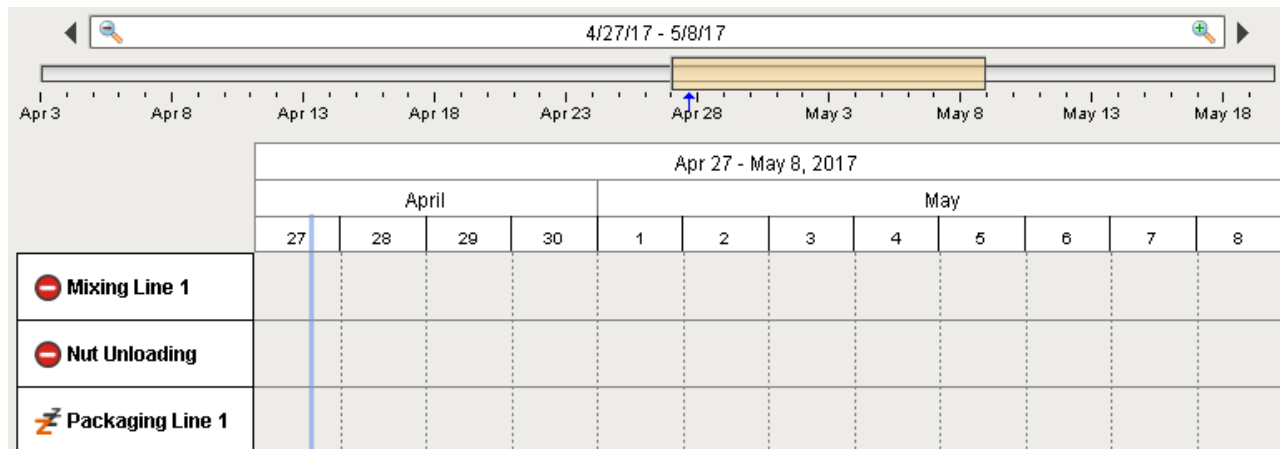 4/27/17 - 5/8/17
Apr 3 Apr 8 Apr 13 Apr 18 Apr 23 Apr 28 May 3 May 8 May 13 May 18
Apr 27 - May 8, 2017
April May
27 28 29 30 1 2 3 4 5 6 7 8
Mixing Line 1
Nut Unloading
Packaging Line 1